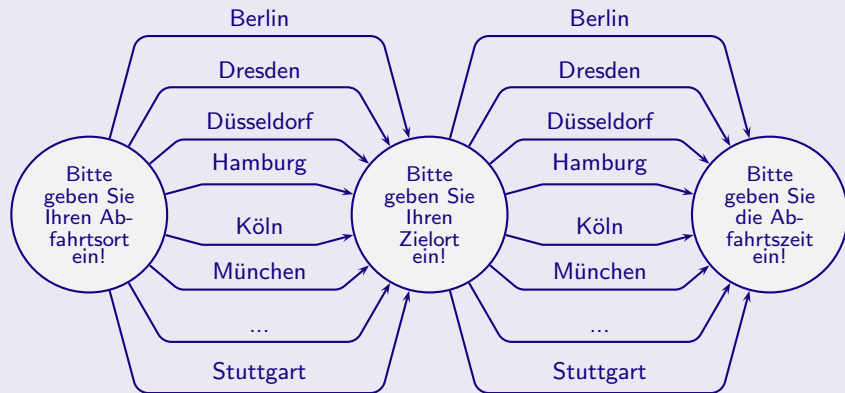 Berlin
Berlin
Dresden
Dresden
Düsseldorf
Düsseldorf
Hamburg
Hamburg
Bitte
geben Sie
Ihren Ab-
fahrtsort
ein!
Bitte
geben Sie
Ihren
Zielort
ein!
Bitte
geben Sie
die Ab-
fahrtszeit
ein!
Köln
Köln
München
München
...
...
Stuttgart
Stuttgart